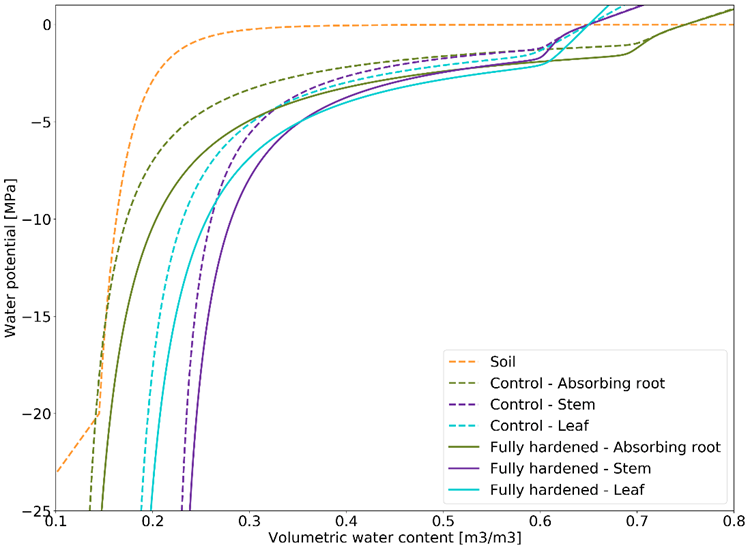 0
−5
−10
−15
−20
−25
Water potential [MPa]
0.1 0.2 0.3 0.4 0.5 0.6 0.7 0.8
Volumetric water content [m3/m3]
Soil
Control - Absorbing root
Control - Stem
Control - Leaf
Fully hardened - Absorbing root
Fully hardened - Stem
Fully hardened - Leaf